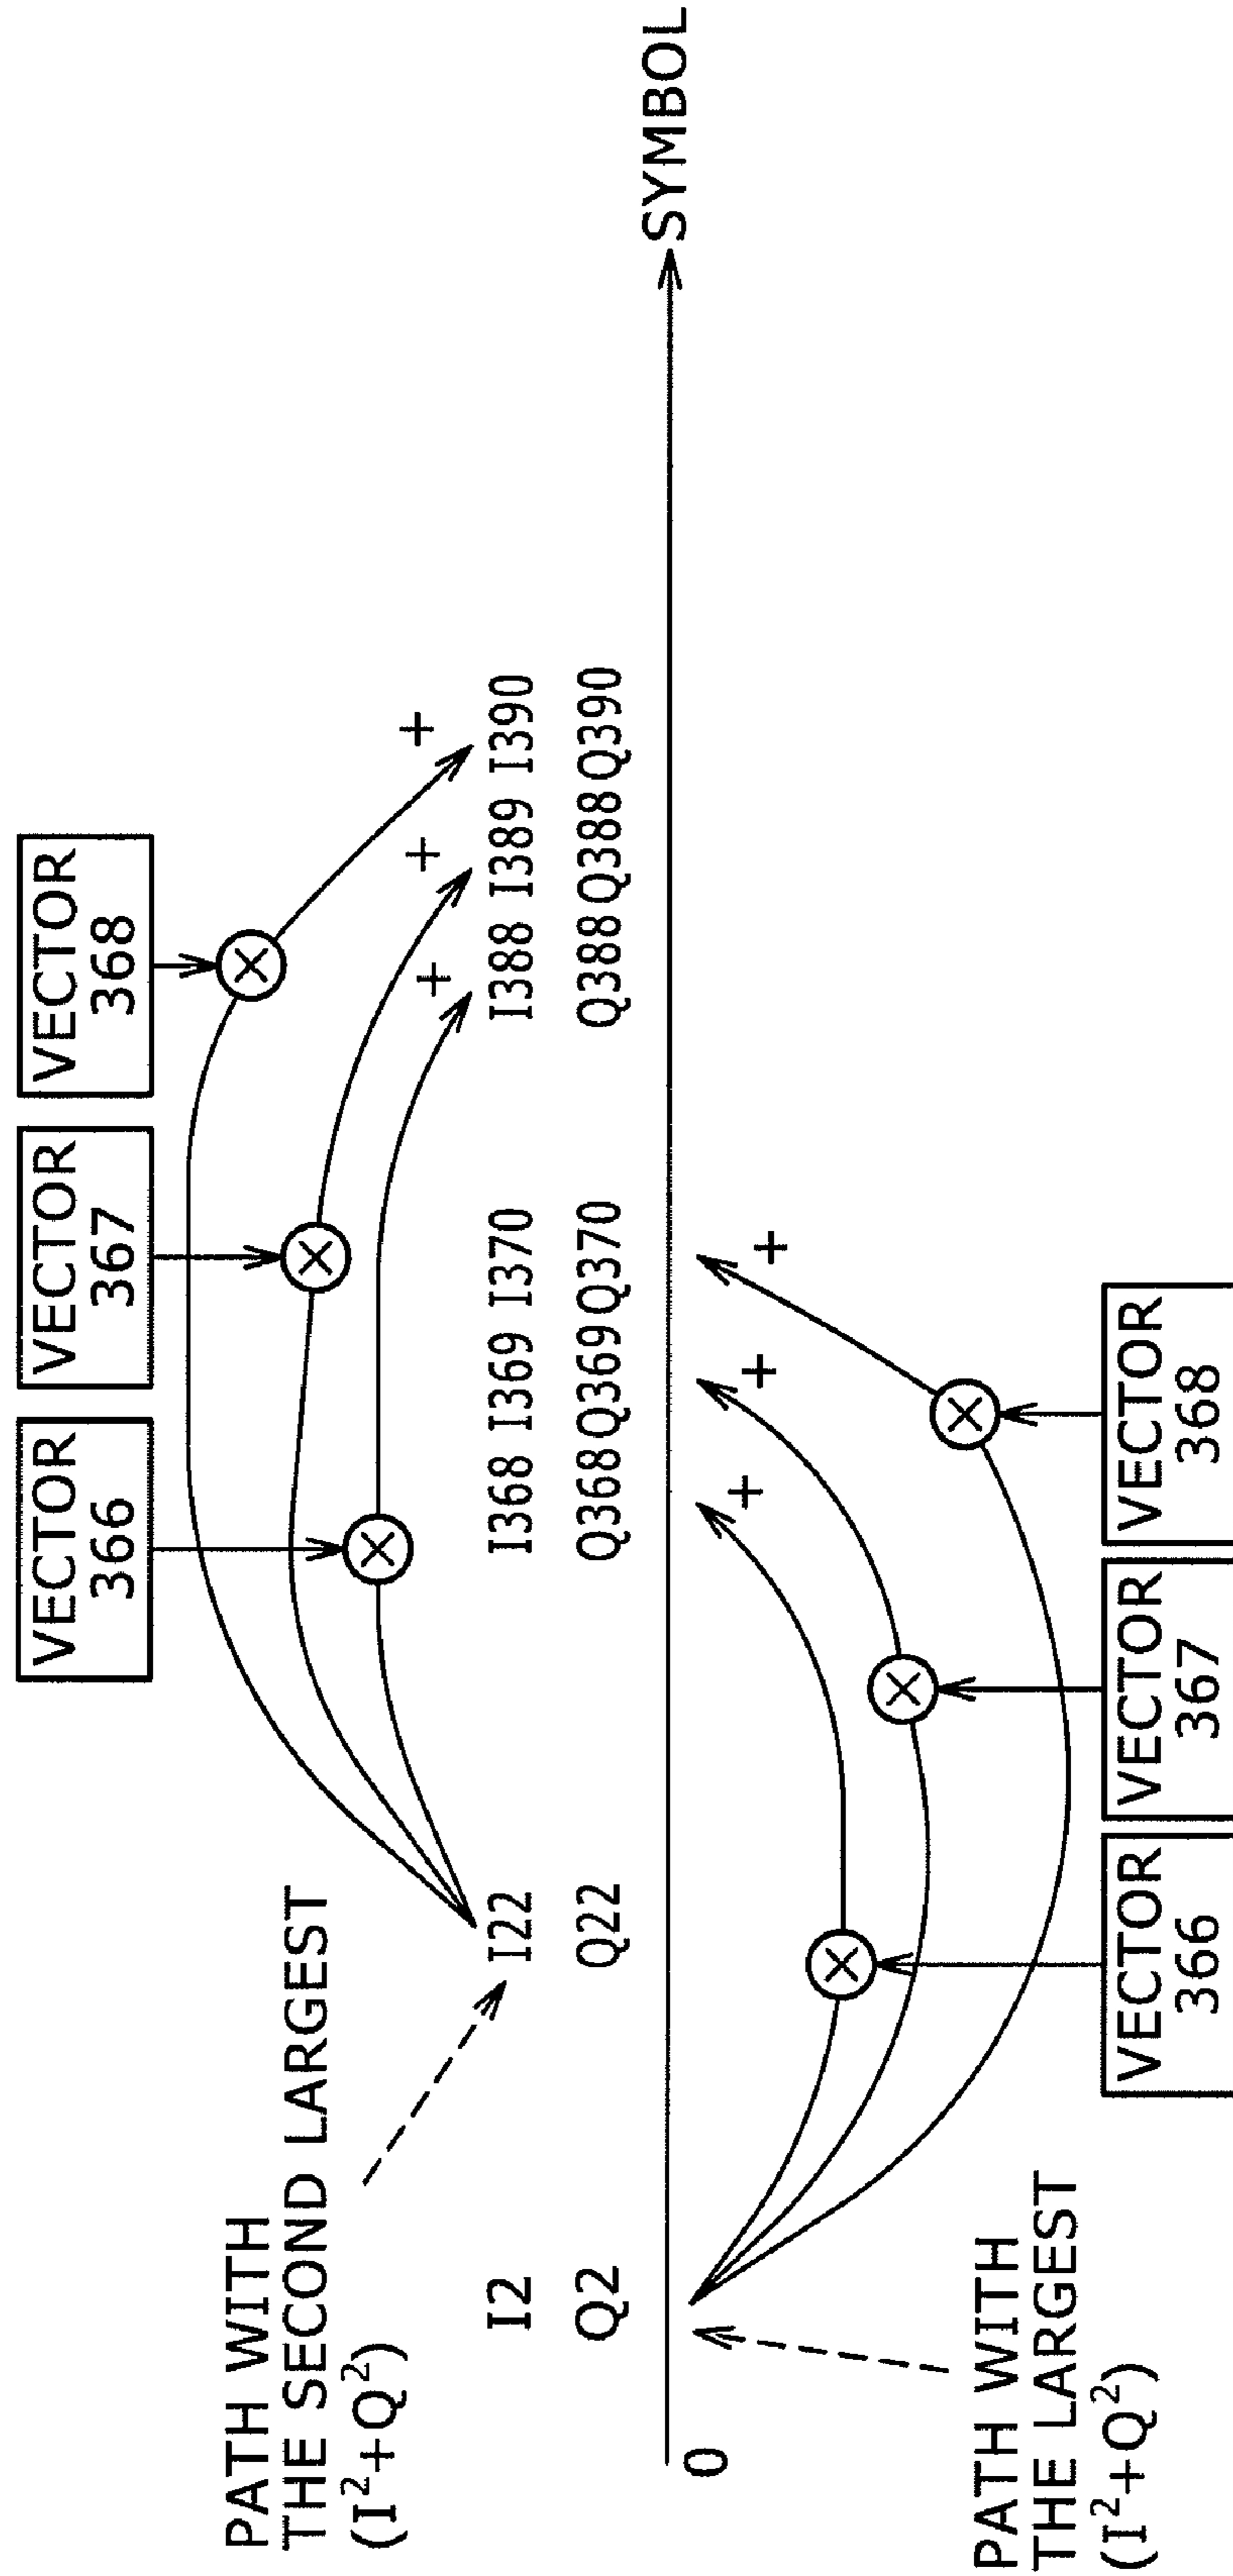 VECTOR
366
VECTOR
367
VECTOR
368
PATH WITH
THE SECOND LARGEST
(I²+Q²)
+
+
+
I2
I22
I368 I369 I370
I388 I389 I390
Q2
Q22
Q368 Q369 Q370
Q388 Q388 Q390
0
SYMBOL
+
+
+
PATH WITH
THE LARGEST
(I²+Q²)
VECTOR
366
VECTOR
367
VECTOR
368